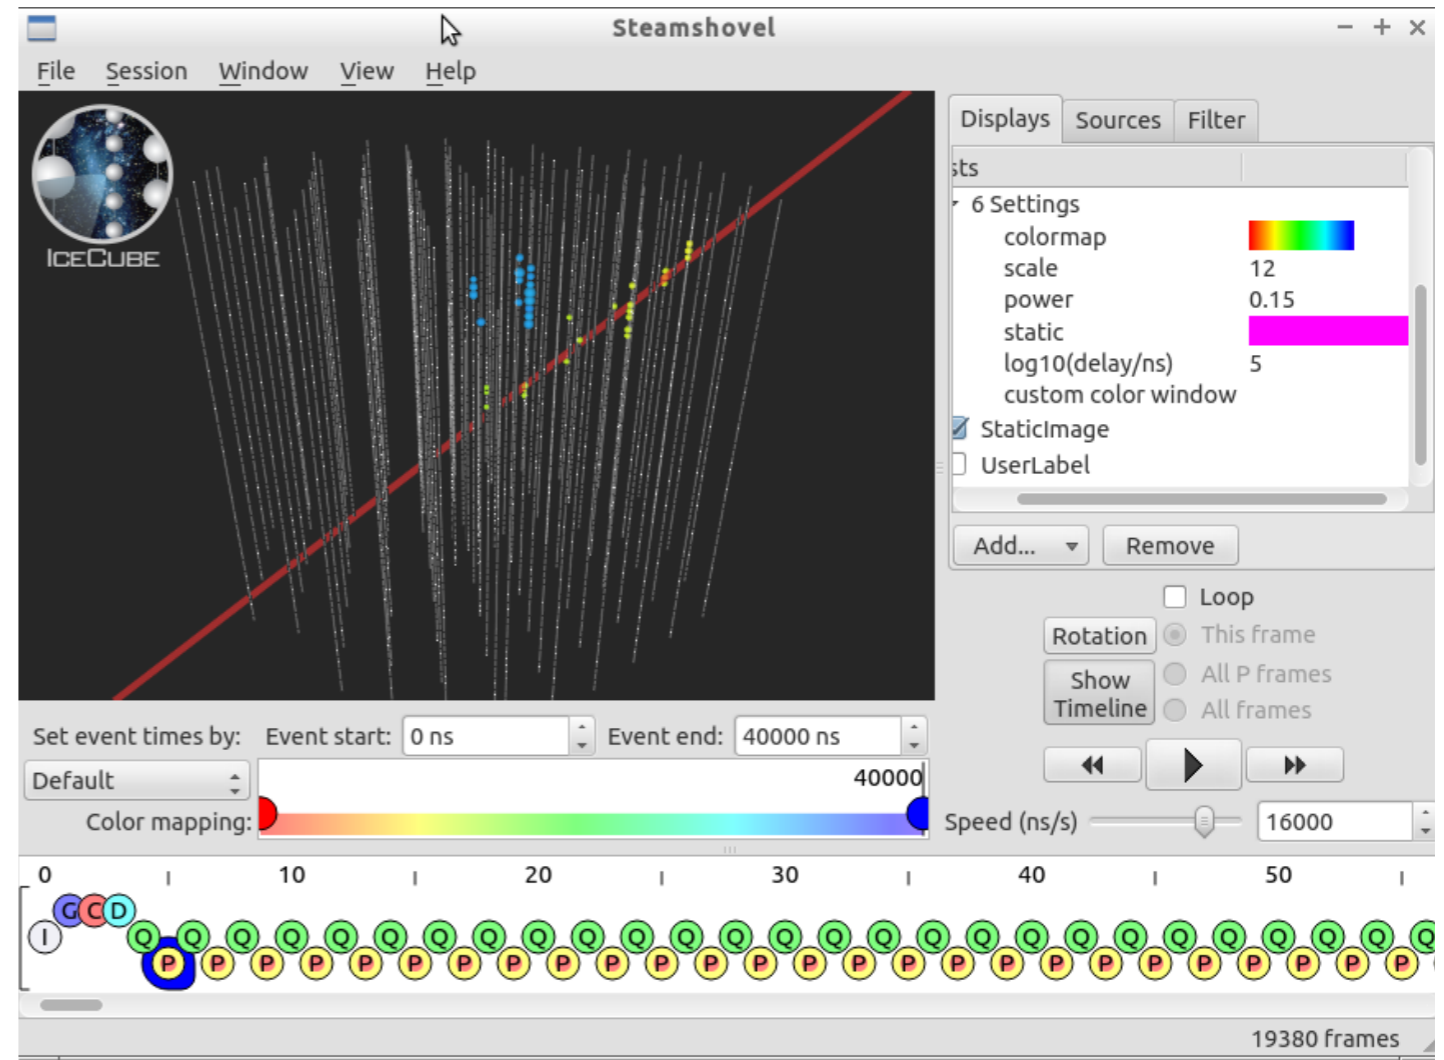 Steamshovel
File Session Window View Help
ICECUBE
Displays Sources Filter
sts
6 Settings
colormap
scale 12
power 0.15
static
log10(delay/ns) 5
custom color window
StaticImage
UserLabel
Add... Remove
Loop
Rotation This frame
Show Timeline All P frames
All frames
Set event times by: Event start: 0 ns Event end: 40000 ns
Default
40000
Color mapping:
Speed (ns/s) 16000
0 10 20 30 40 50
G C D
I Q Q Q Q Q Q Q Q Q Q Q Q Q Q Q Q Q Q Q Q Q Q Q Q Q Q Q
P P P P P P P P P P P P P P P P P P P P P P P P P P
19380 frames